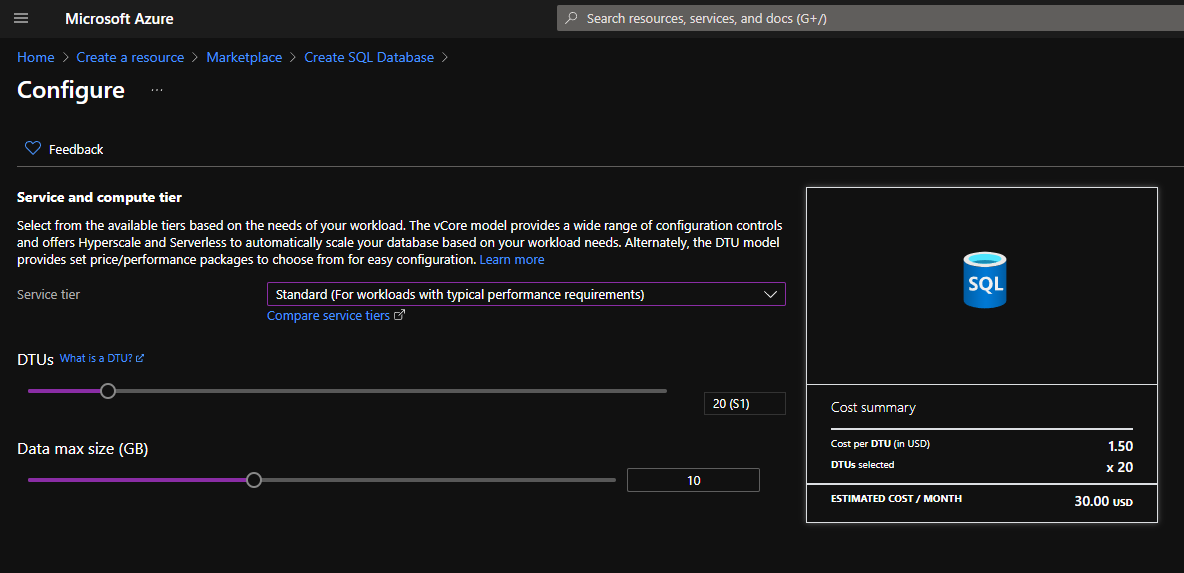 Microsoft Azure
Search resources, services, and docs (G+/)
Home > Create a resource > Marketplace > Create SQL Database >
Configure ...
Feedback
Service and compute tier
Select from the available tiers based on the needs of your workload. The vCore model provides a wide range of configuration controls
and offers Hyperscale and Serverless to automatically scale your database based on your workload needs. Alternately, the DTU model
provides set price/performance packages to choose from for easy configuration. Learn more
Service tier
Standard (For workloads with typical performance requirements)
Compare service tiers
DTUs What is a DTU?
20 (S1)
Data max size (GB)
10
SQL
Cost summary
Cost per DTU (in USD) 1.50
DTUs selected x 20
ESTIMATED COST / MONTH 30.00 USD